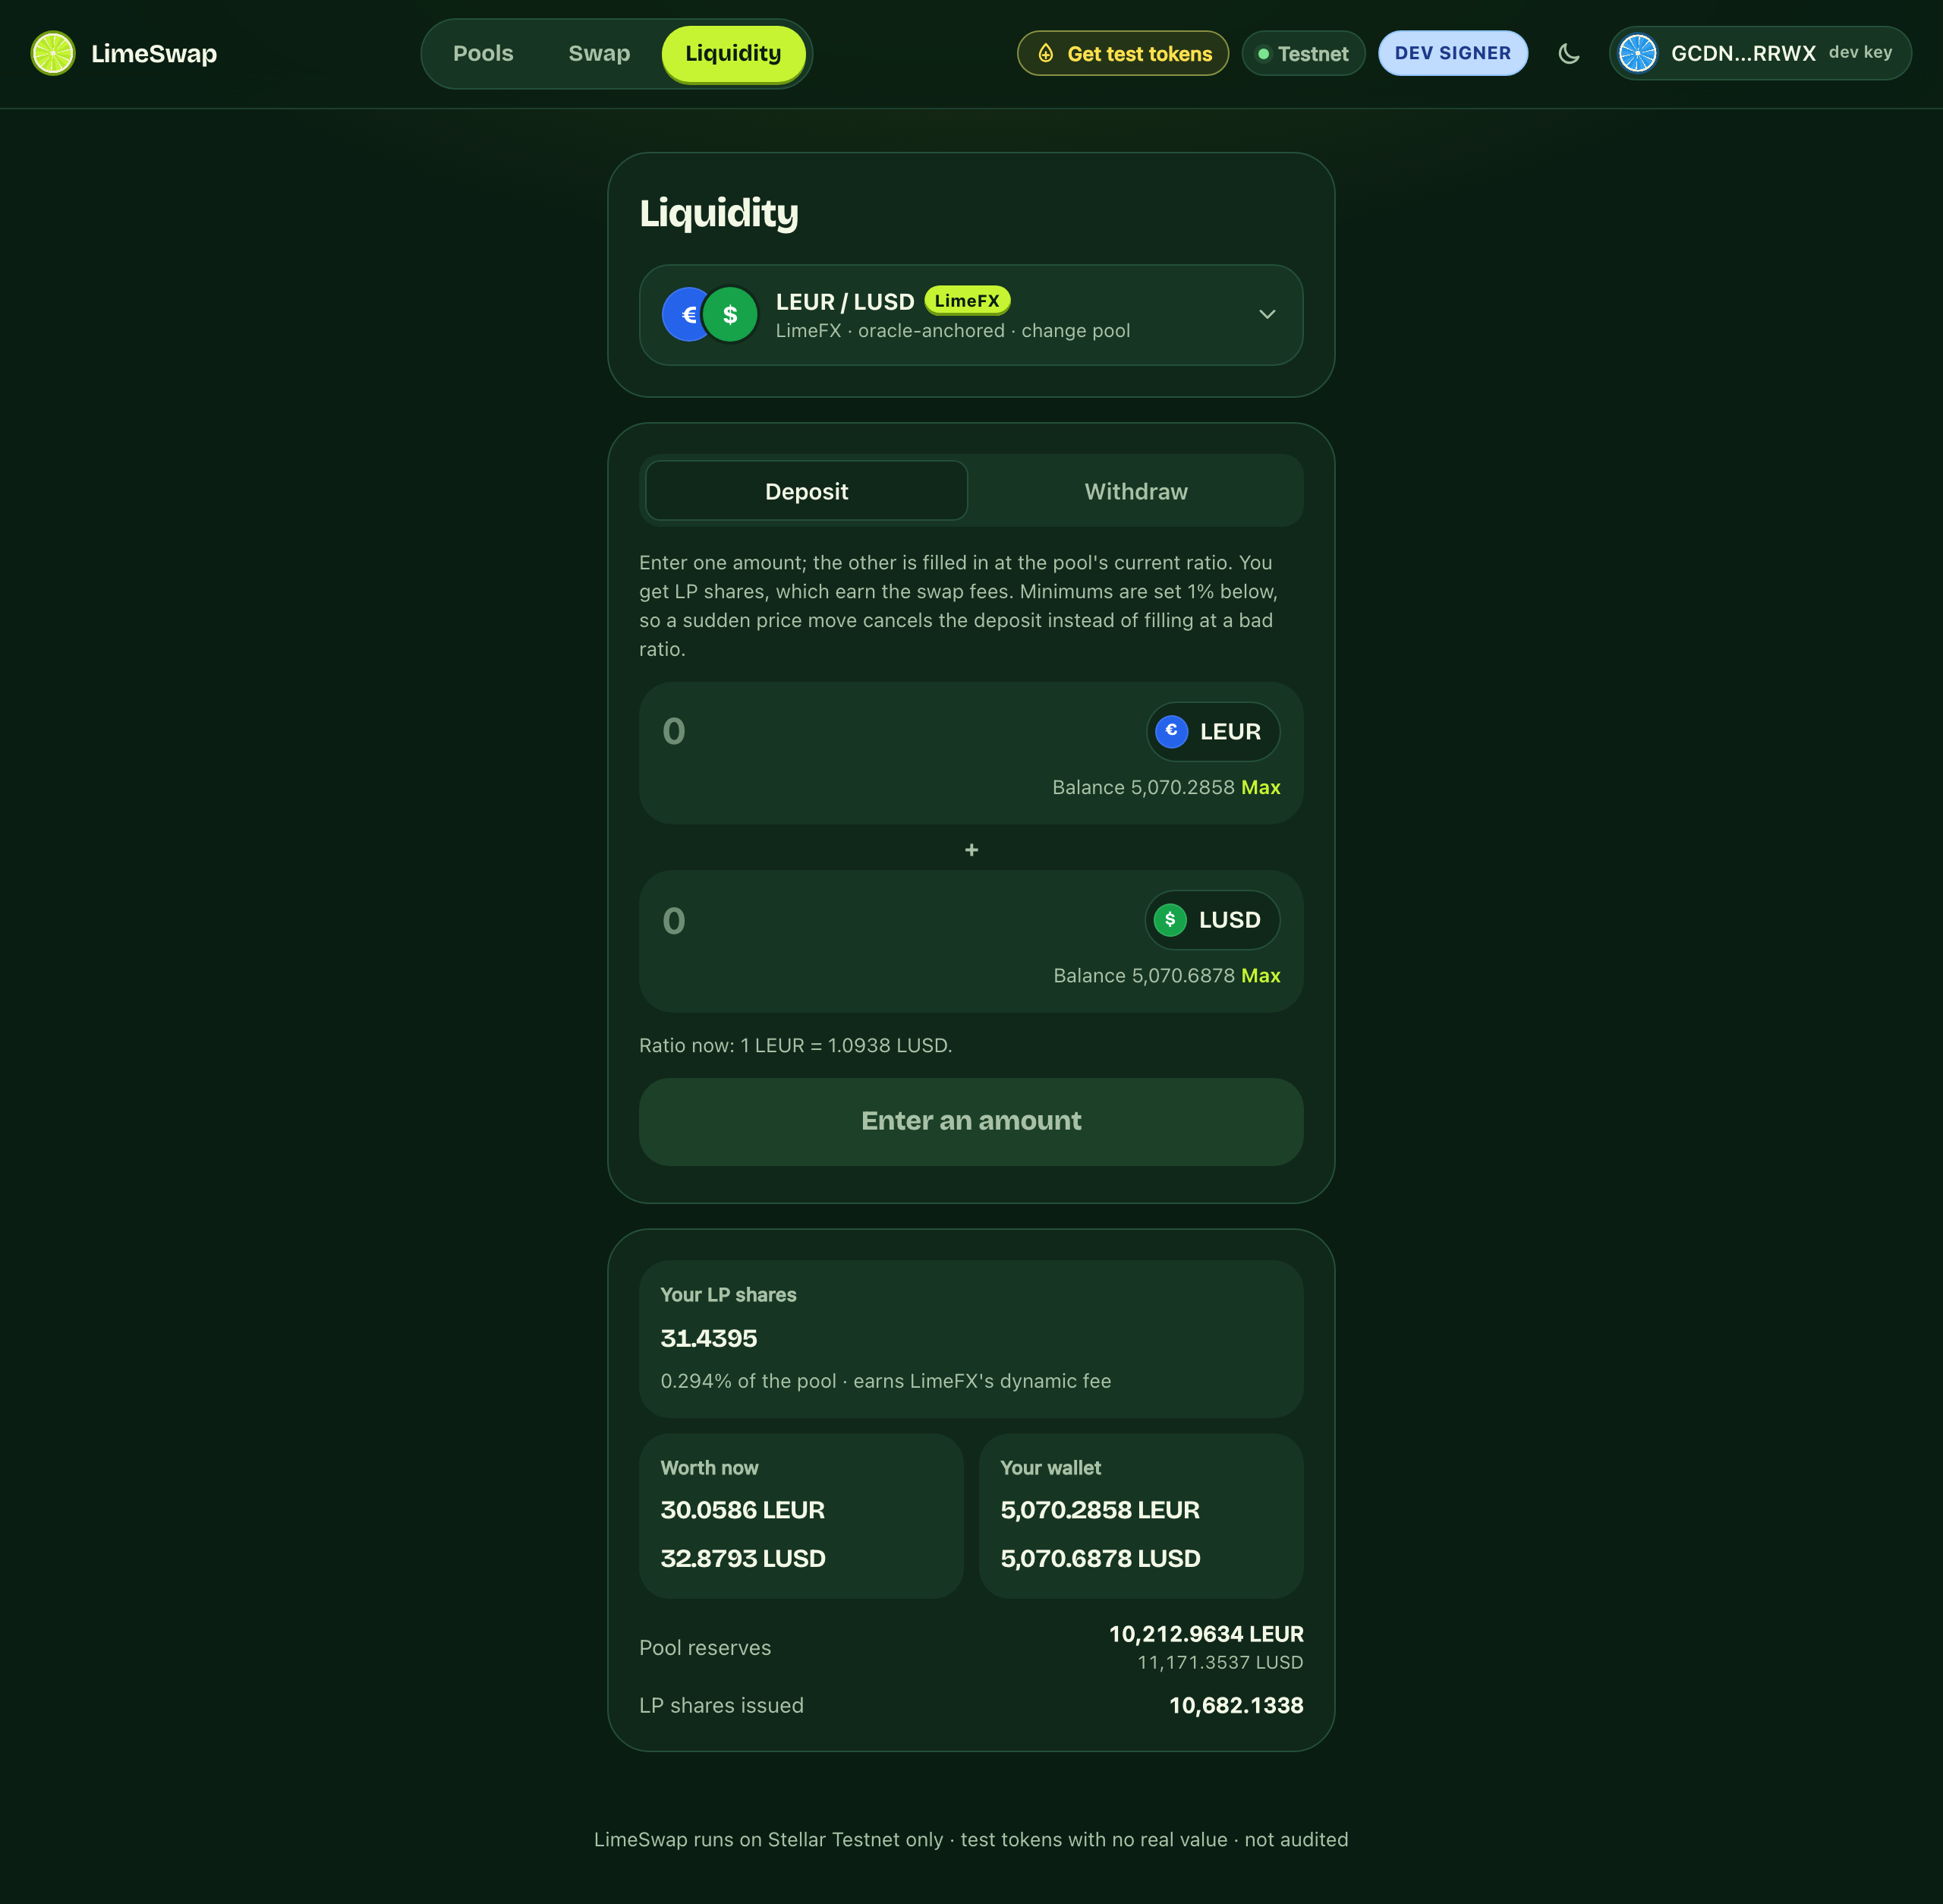 LimeSwap
Pools
Swap
Liquidity
Get test tokens
Testnet
DEV SIGNER
GCDN...RRWX dev key
Liquidity
€ $
LEUR / LUSD LimeFX
LimeFX · oracle-anchored · change pool
Deposit
Withdraw
Enter one amount; the other is filled in at the pool's current ratio. You
get LP shares, which earn the swap fees. Minimums are set 1% below,
so a sudden price move cancels the deposit instead of filling at a bad
ratio.
0
€ LEUR
Balance 5,070.2858 Max
+
0
$ LUSD
Balance 5,070.6878 Max
Ratio now: 1 LEUR = 1.0938 LUSD.
Enter an amount
Your LP shares
31.4395
0.294% of the pool · earns LimeFX's dynamic fee
Worth now
30.0586 LEUR
32.8793 LUSD
Your wallet
5,070.2858 LEUR
5,070.6878 LUSD
Pool reserves
10,212.9634 LEUR
11,171.3537 LUSD
LP shares issued
10,682.1338
LimeSwap runs on Stellar Testnet only · test tokens with no real value · not audited